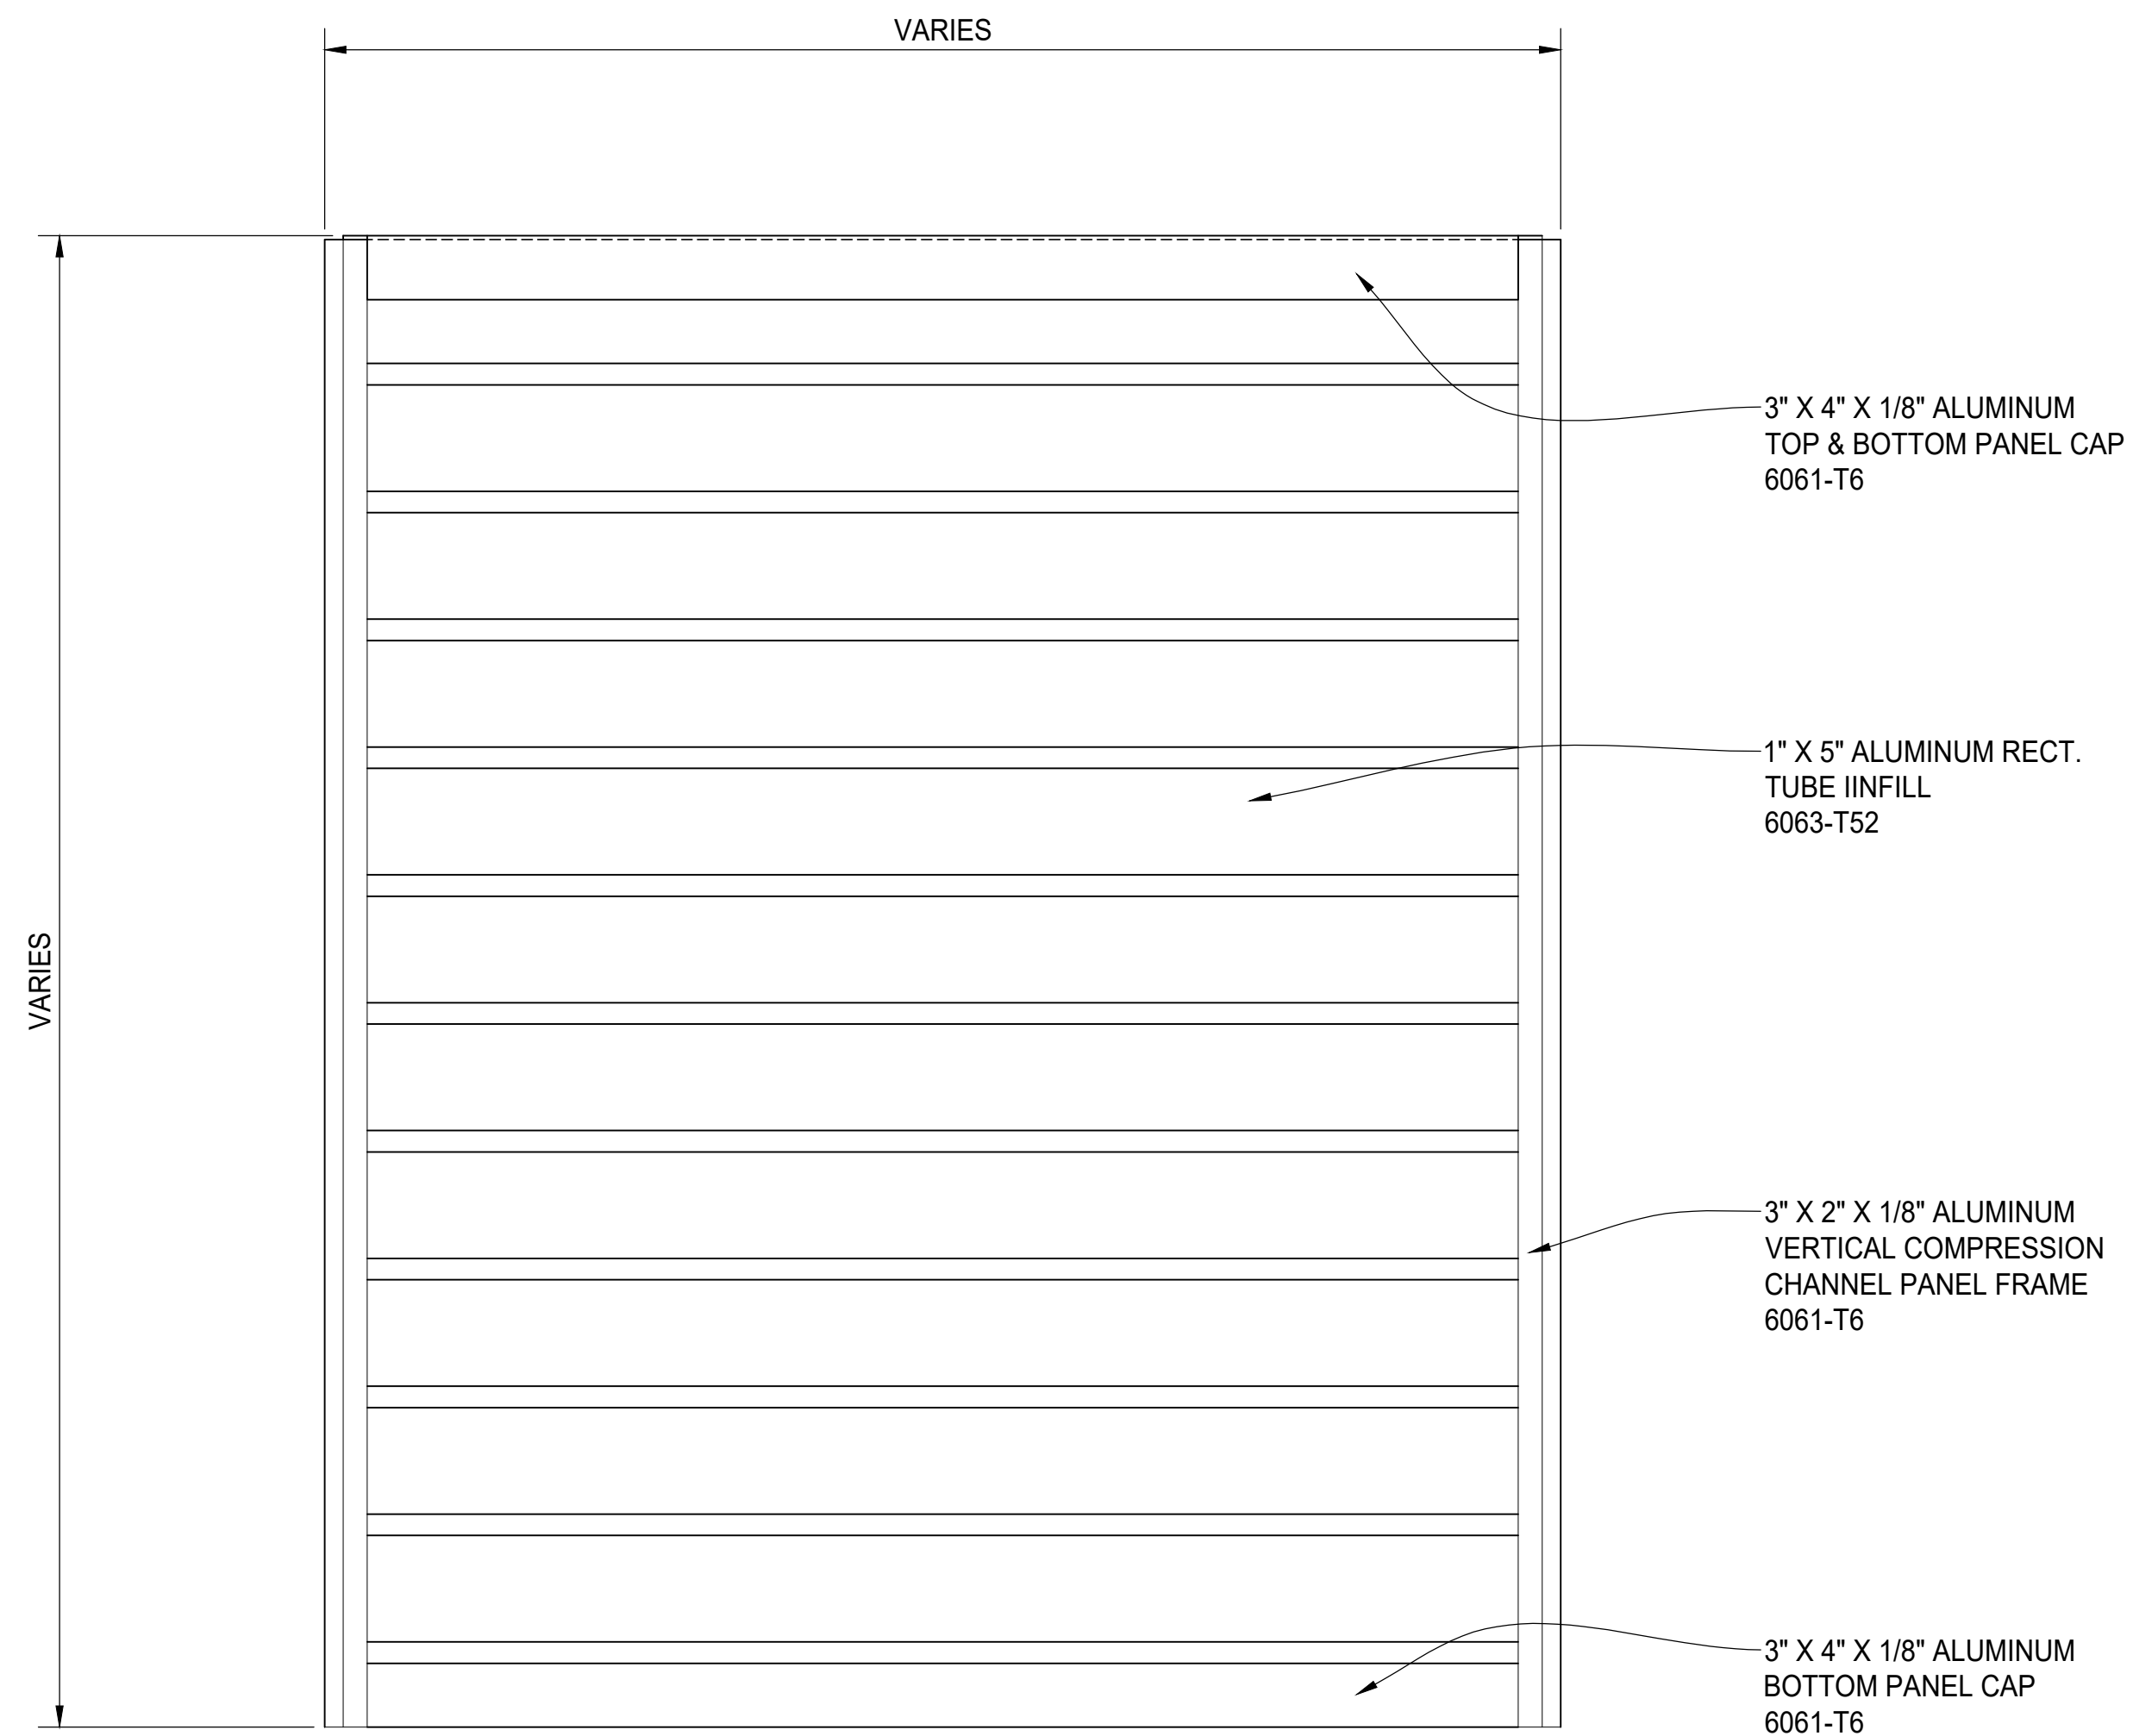 VARIES
3" X 4" X 1/8" ALUMINUM
TOP & BOTTOM PANEL CAP
6061-T6
1" X 5" ALUMINUM RECT.
TUBE IINFILL
6063-T52
VARIES
3" X 2" X 1/8" ALUMINUM
VERTICAL COMPRESSION
CHANNEL PANEL FRAME
6061-T6
3" X 4" X 1/8" ALUMINUM
BOTTOM PANEL CAP
6061-T6